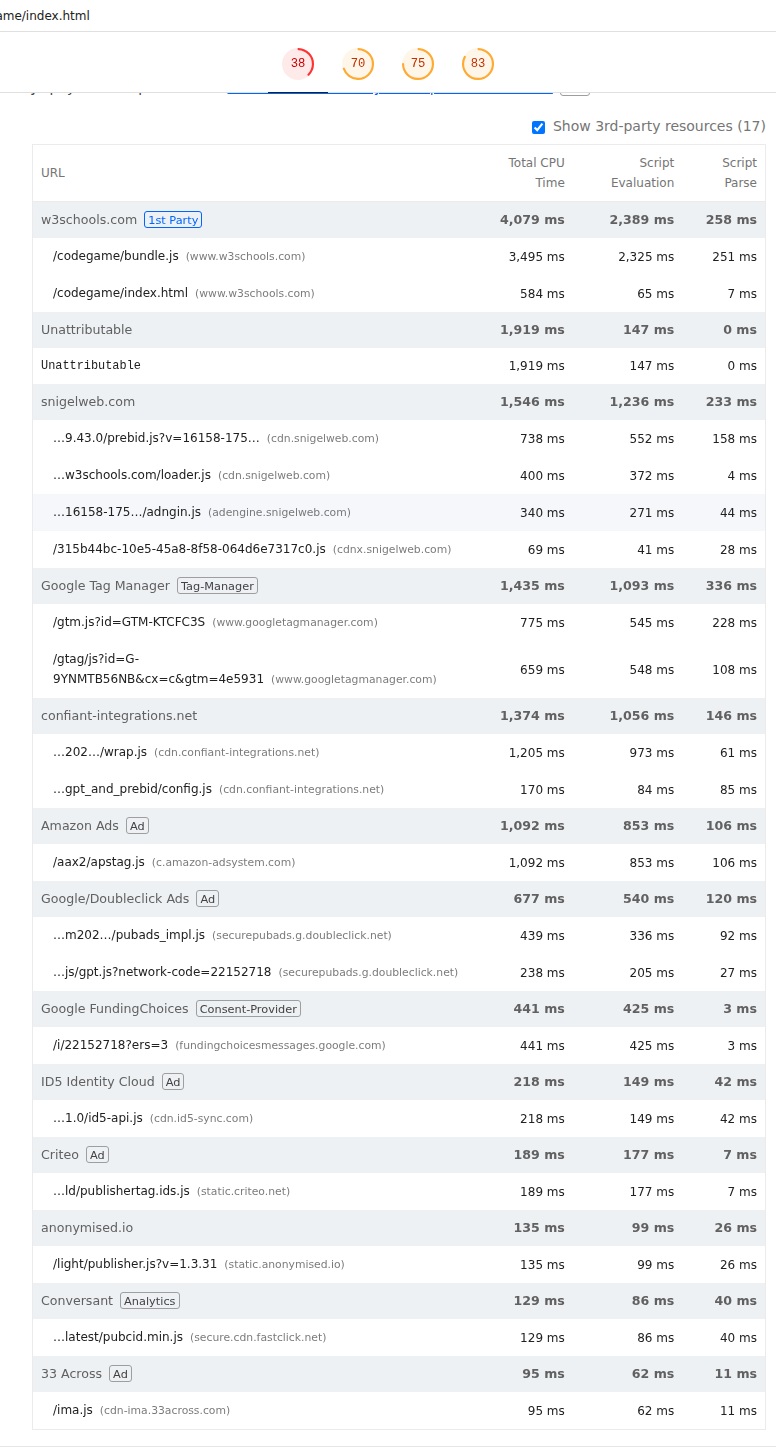 ame/index.html
38 70 75 83
Show 3rd-party resources (17)
URL Total CPU Time Script Evaluation Script Parse
w3schools.com 1st Party 4,079 ms 2,389 ms 258 ms
/codegame/bundle.js (www.w3schools.com) 3,495 ms 2,325 ms 251 ms
/codegame/index.html (www.w3schools.com) 584 ms 65 ms 7 ms
Unattributable 1,919 ms 147 ms 0 ms
Unattributable 1,919 ms 147 ms 0 ms
snigelweb.com 1,546 ms 1,236 ms 233 ms
…9.43.0/prebid.js?v=16158-175… (cdn.snigelweb.com) 738 ms 552 ms 158 ms
…w3schools.com/loader.js (cdn.snigelweb.com) 400 ms 372 ms 4 ms
…16158-175…/adngin.js (adengine.snigelweb.com) 340 ms 271 ms 44 ms
/315b44bc-10e5-45a8-8f58-064d6e7317c0.js (cdnx.snigelweb.com) 69 ms 41 ms 28 ms
Google Tag Manager Tag-Manager 1,435 ms 1,093 ms 336 ms
/gtm.js?id=GTM-KTCFC3S (www.googletagmanager.com) 775 ms 545 ms 228 ms
/gtag/js?id=G-
9YNMTB56NB&cx=c&gtm=4e5931 (www.googletagmanager.com) 659 ms 548 ms 108 ms
confiant-integrations.net 1,374 ms 1,056 ms 146 ms
…202…/wrap.js (cdn.confiant-integrations.net) 1,205 ms 973 ms 61 ms
…gpt_and_prebid/config.js (cdn.confiant-integrations.net) 170 ms 84 ms 85 ms
Amazon Ads Ad 1,092 ms 853 ms 106 ms
/aax2/apstag.js (c.amazon-adsystem.com) 1,092 ms 853 ms 106 ms
Google/Doubleclick Ads Ad 677 ms 540 ms 120 ms
…m202…/pubads_impl.js (securepubads.g.doubleclick.net) 439 ms 336 ms 92 ms
…js/gpt.js?network-code=22152718 (securepubads.g.doubleclick.net) 238 ms 205 ms 27 ms
Google FundingChoices Consent-Provider 441 ms 425 ms 3 ms
/i/22152718?ers=3 (fundingchoicesmessages.google.com) 441 ms 425 ms 3 ms
ID5 Identity Cloud Ad 218 ms 149 ms 42 ms
…1.0/id5-api.js (cdn.id5-sync.com) 218 ms 149 ms 42 ms
Criteo Ad 189 ms 177 ms 7 ms
…ld/publishertag.ids.js (static.criteo.net) 189 ms 177 ms 7 ms
anonymised.io 135 ms 99 ms 26 ms
/light/publisher.js?v=1.3.31 (static.anonymised.io) 135 ms 99 ms 26 ms
Conversant Analytics 129 ms 86 ms 40 ms
…latest/pubcid.min.js (secure.cdn.fastclick.net) 129 ms 86 ms 40 ms
33 Across Ad 95 ms 62 ms 11 ms
/ima.js (cdn-ima.33across.com) 95 ms 62 ms 11 ms